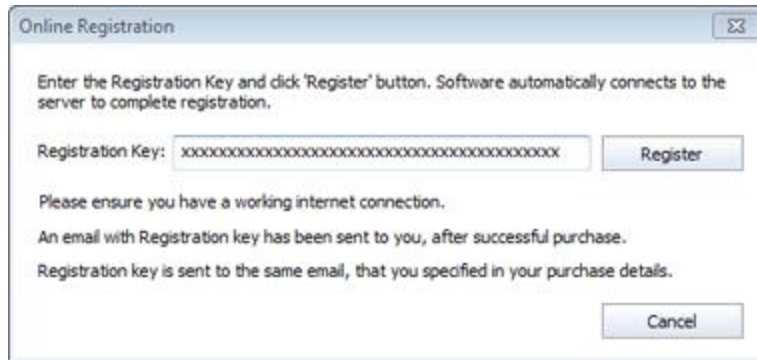 Online Registration
Enter the Registration Key and click 'Register' button. Software automatically connects to the
server to complete registration.
Registration Key: xxxxxxxxxxxxxxxxxxxxxxxxxxxxxxxxxxxxxxxxx Register
Please ensure you have a working internet connection.
An email with Registration key has been sent to you, after successful purchase.
Registration key is sent to the same email, that you specified in your purchase details.
Cancel